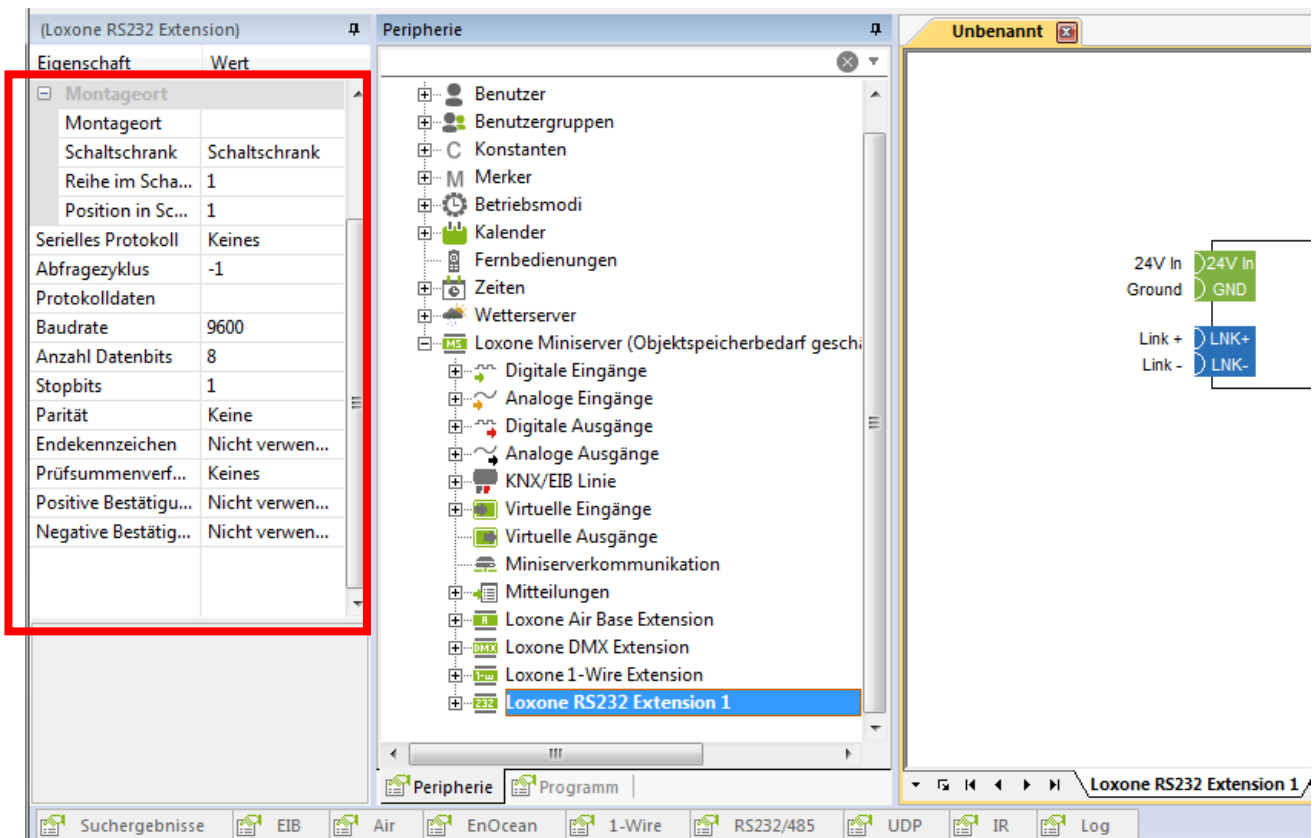 (Loxone RS232 Extension)
Eigenschaft Wert
Montageort
Montageort
Schaltschrank Schaltschrank
Reihe im Scha... 1
Position in Sc... 1
Serielles Protokoll Keines
Abfragezyklus -1
Protokolldaten
Baudrate 9600
Anzahl Datenbits 8
Stopbits 1
Parität Keine
Endekennzeichen Nicht verwen...
Prüfsummenverf... Keines
Positive Bestätigu... Nicht verwen...
Negative Bestätig... Nicht verwen...
Peripherie
Benutzer
Benutzergruppen
C Konstanten
M Merker
Betriebsmodi
Kalender
Fernbedienungen
Zeiten
Wetterserver
MS Loxone Miniserver (Objektspeicherbedarf geschä
Digitale Eingänge
Analoge Eingänge
Digitale Ausgänge
Analoge Ausgänge
KNX/EIB Linie
Virtuelle Eingänge
Virtuelle Ausgänge
Miniserverkommunikation
Mitteilungen
R Loxone Air Base Extension
DMX Loxone DMX Extension
1-w Loxone 1-Wire Extension
232 Loxone RS232 Extension 1
Peripherie Programm
Unbenannt
24V In 24V In
Ground GND
Link + LNK+
Link - LNK-
Loxone RS232 Extension 1
Suchergebnisse EIB Air EnOcean 1-Wire RS232/485 UDP IR Log